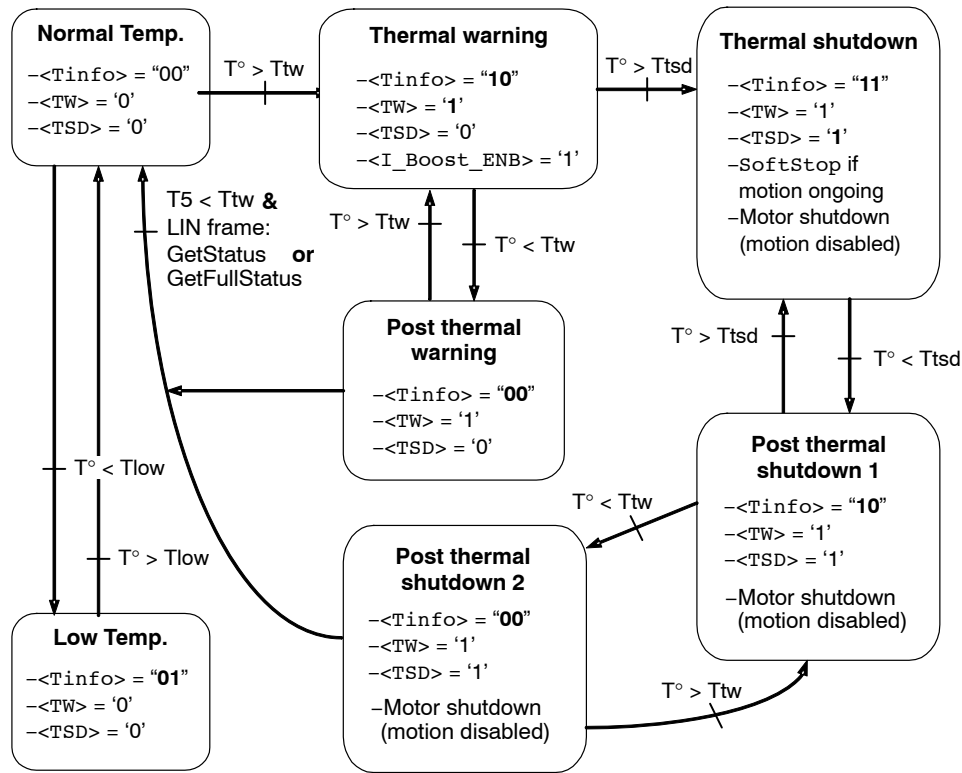 Normal Temp.
–<Tinfo> = “00”
–<TW> = ‘0’
–<TSD> = ‘0’
T° > Ttw
Thermal warning
–<Tinfo> = “10”
–<TW> = ‘1’
–<TSD> = ‘0’
–<I_Boost_ENB> = ‘1’
T° > Ttsd
Thermal shutdown
–<Tinfo> = “11”
–<TW> = ‘1’
–<TSD> = ‘1’
–SoftStop if
motion ongoing
–Motor shutdown
(motion disabled)
T5 < Ttw &
LIN frame:
GetStatus or
GetFullStatus
T° > Ttw
T° < Ttw
Post thermal
warning
–<Tinfo> = “00”
–<TW> = ‘1’
–<TSD> = ‘0’
T° > Ttsd
T° < Ttsd
Post thermal
shutdown 1
–<Tinfo> = “10”
–<TW> = ‘1’
–<TSD> = ‘1’
–Motor shutdown
(motion disabled)
T° < Tlow
T° > Tlow
T° < Ttw
Post thermal
shutdown 2
–<Tinfo> = “00”
–<TW> = ‘1’
–<TSD> = ‘1’
–Motor shutdown
(motion disabled)
T° > Ttw
Low Temp.
–<Tinfo> = “01”
–<TW> = ‘0’
–<TSD> = ‘0’